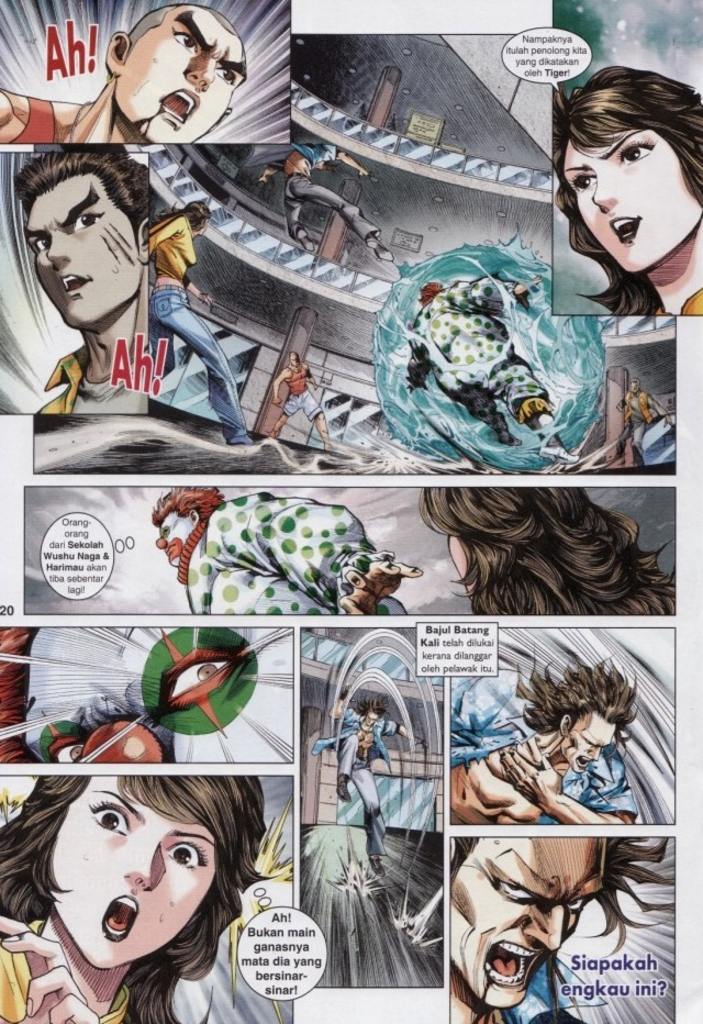 Ah!
Nampaknya
itulah penolong kita
yang dikatakan
oleh Tiger!
Ah!
Orang-
orang
dari Sekolah
Wushu Naga &
Harimau akan
tiba sebentar
lagi!
20
Bajul Batang
Kali telah dilukai
kerana dilanggar
oleh pelawak itu.
Ah!
Bukan main
ganasnya
mata dia yang
bersinar-
sinar!
Siapakah
engkau ini?